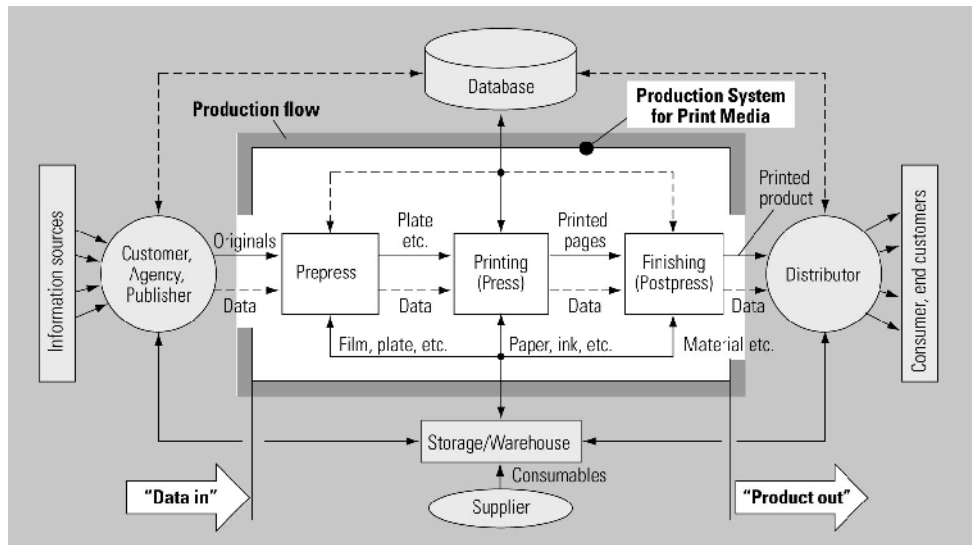 Database
Production flow
Production System
for Print Media
Information sources
Customer,
Agency,
Publisher
Originals
Data
Prepress
Plate
etc.
Data
Printing
(Press)
Printed
pages
Data
Finishing
(Postpress)
Printed
product
Data
Distributor
Consumer, end customers
Film, plate, etc.
Paper, ink, etc.
Material etc.
Storage/Warehouse
Consumables
Supplier
“Data in”
“Product out”